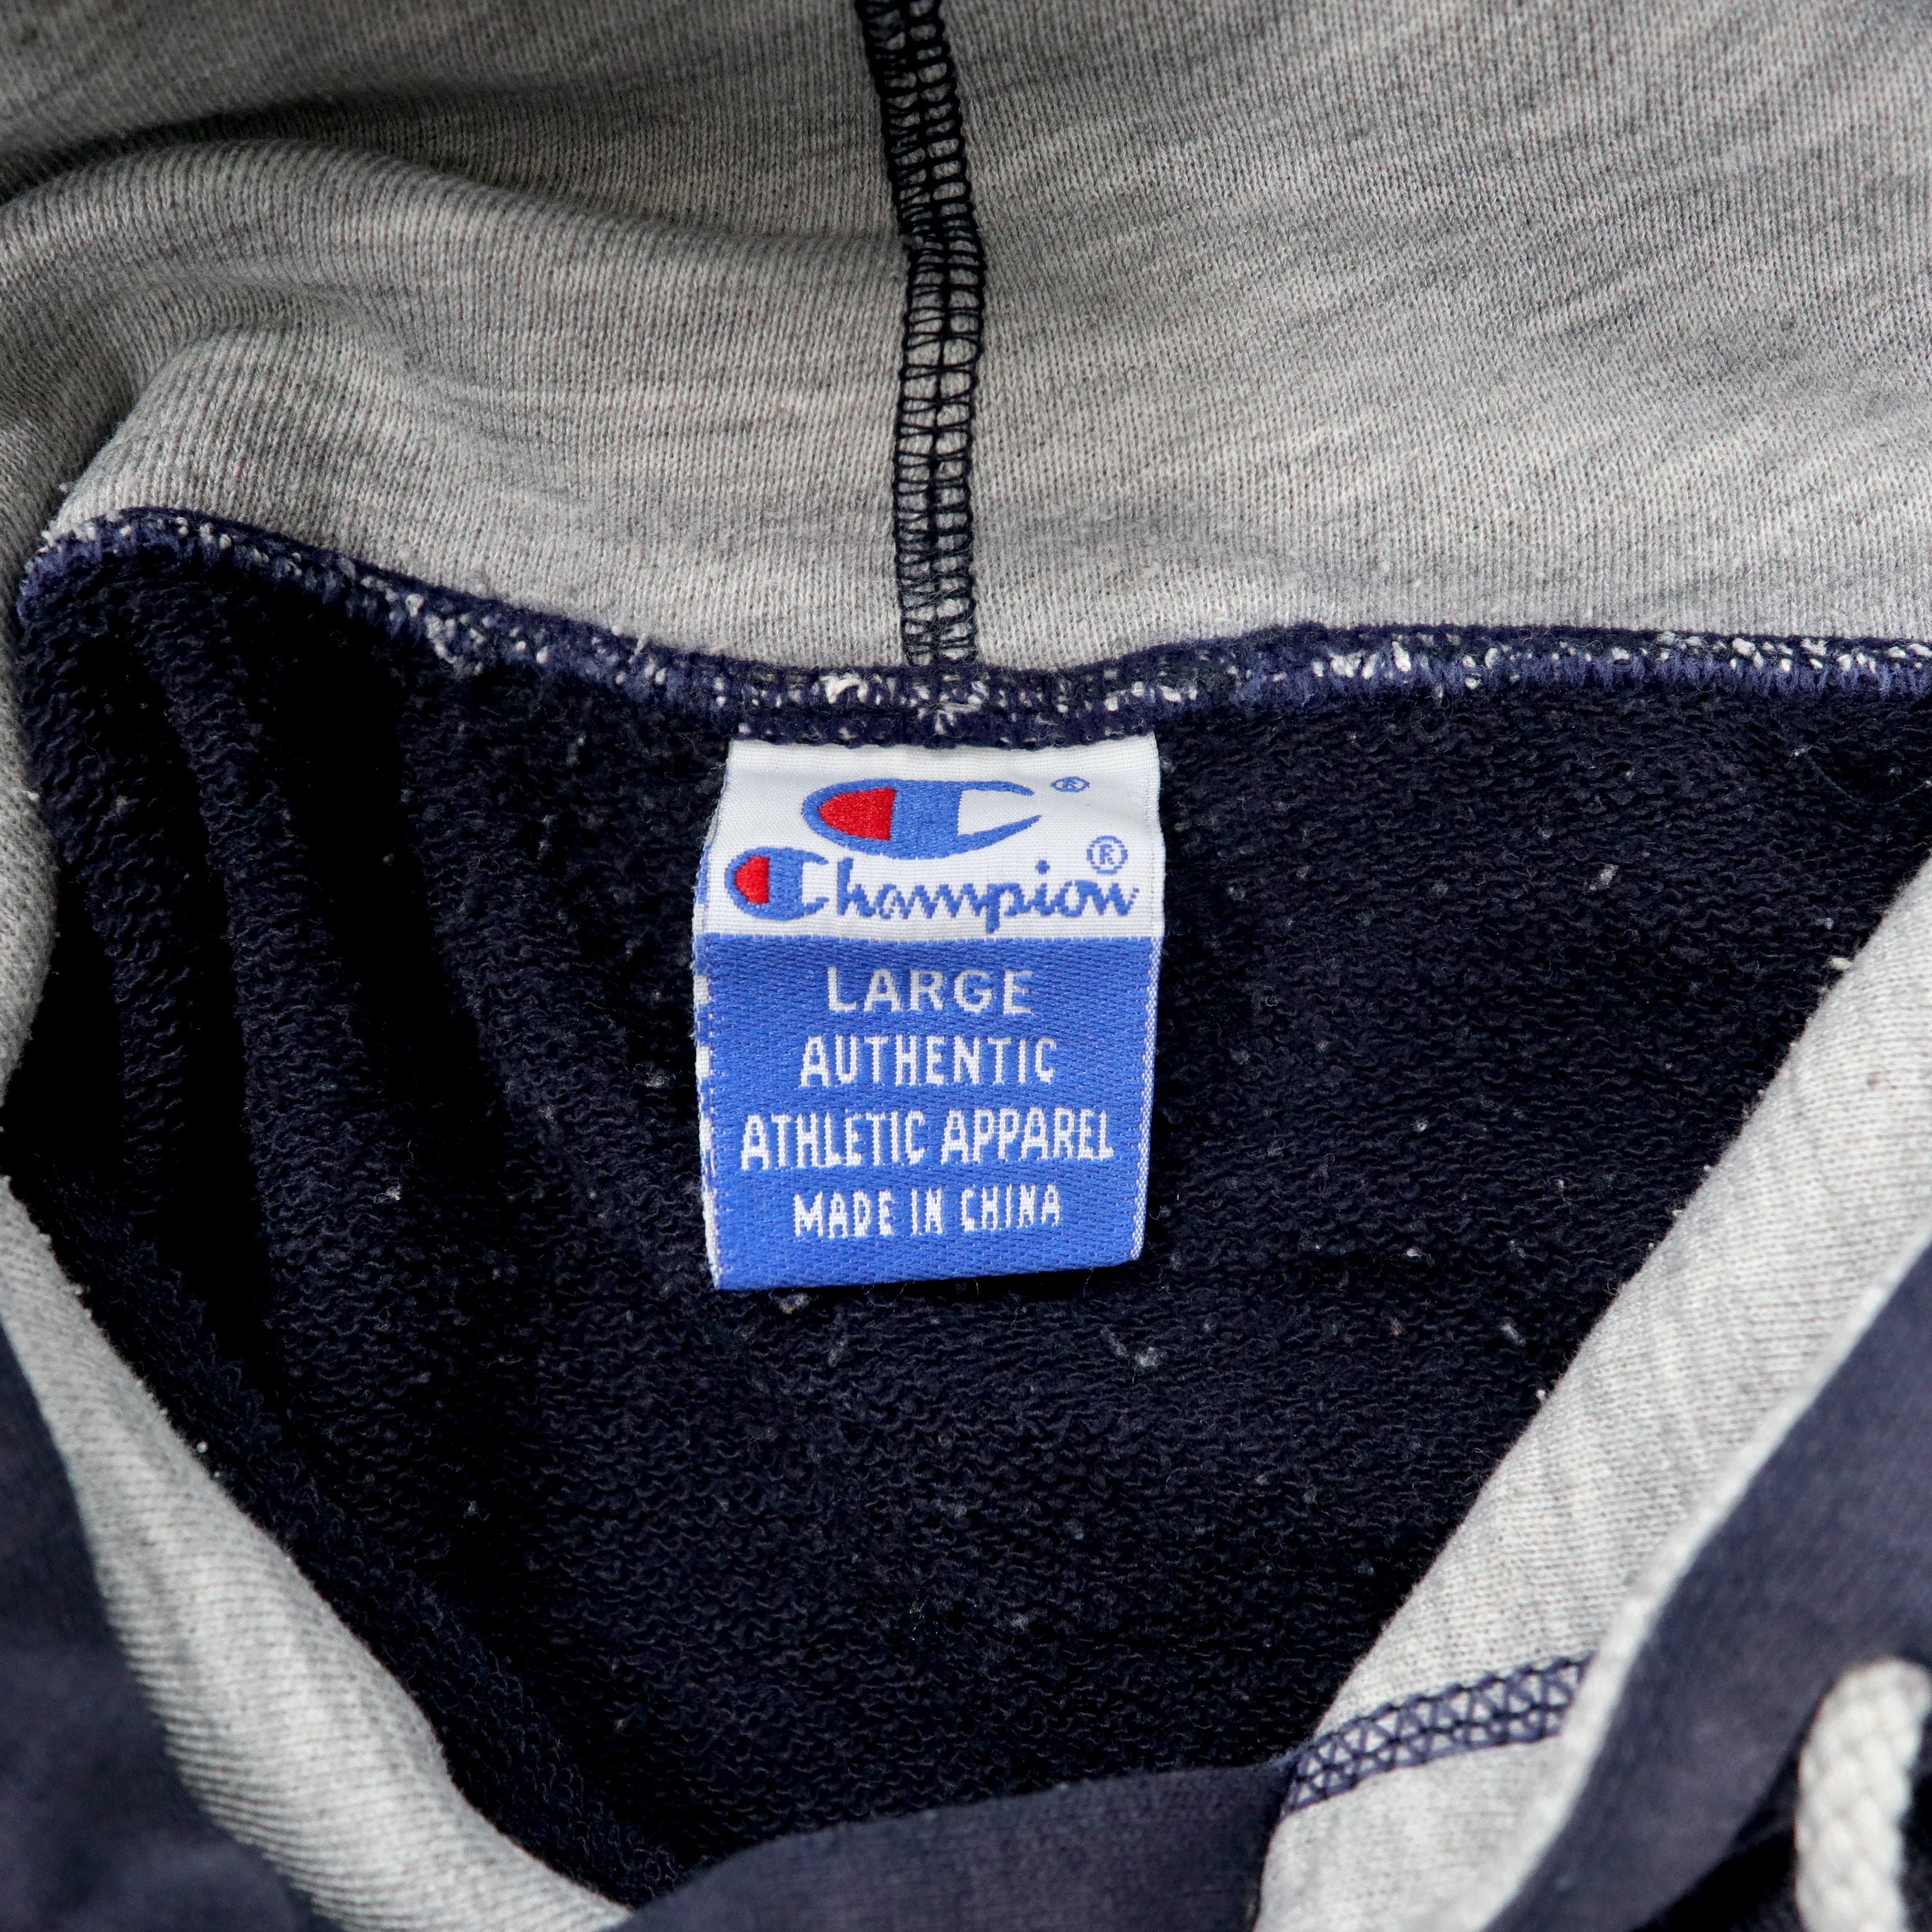 ®
Champion®
LARGE
AUTHENTIC
ATHLETIC APPAREL
MADE IN CHINA